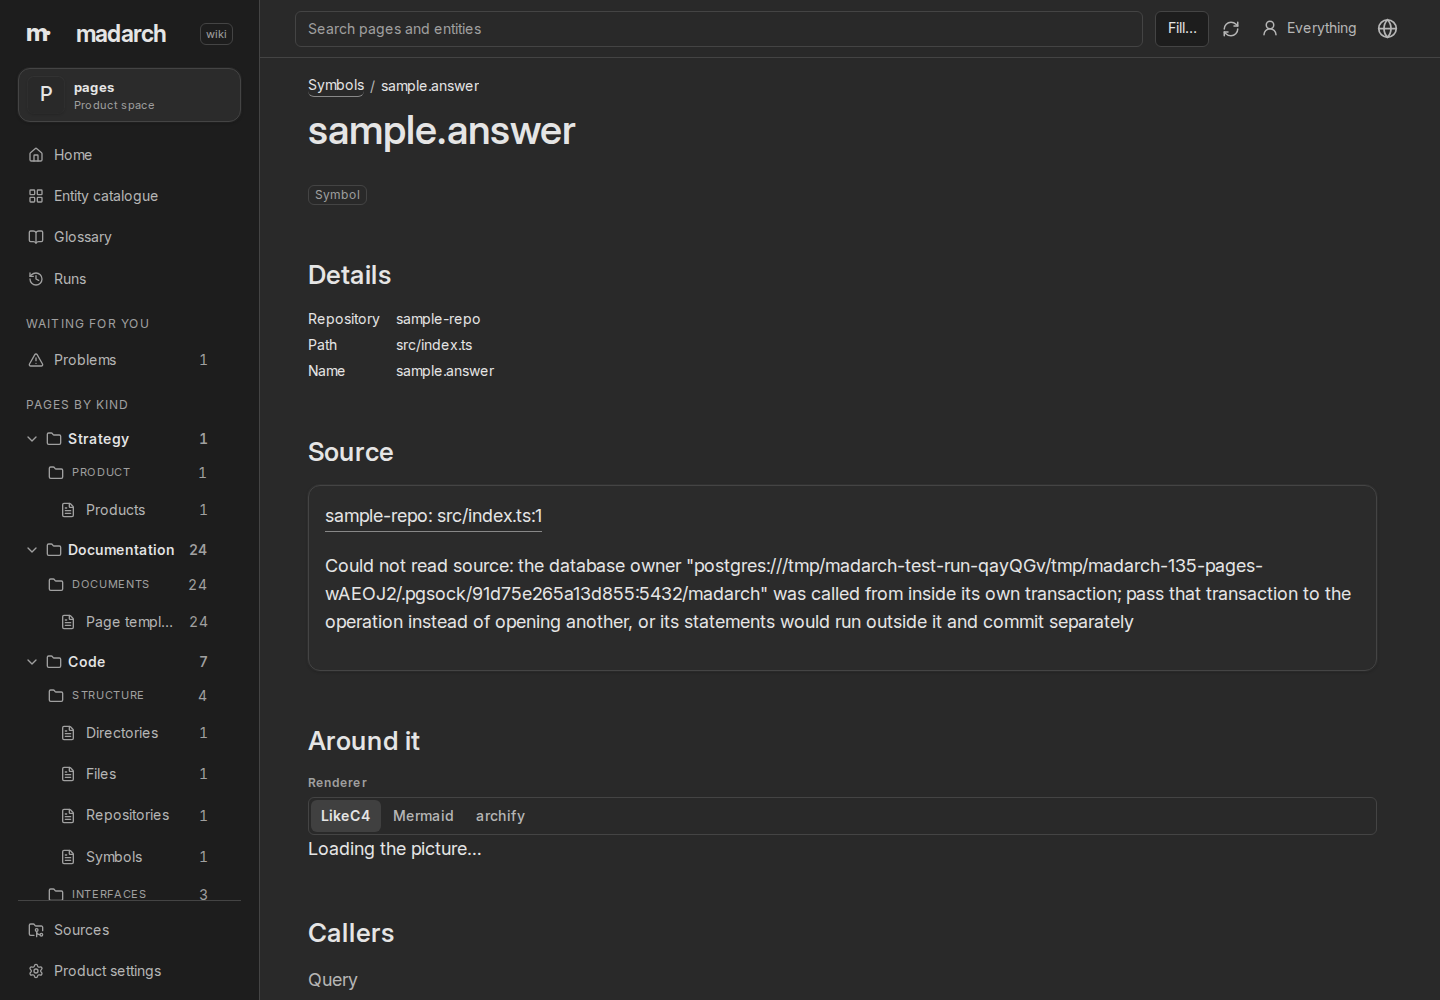 madarch
wiki
P
pages
Product space
Home
Entity catalogue
Glossary
Runs
WAITING FOR YOU
Problems 1
PAGES BY KIND
Strategy 1
PRODUCT 1
Products 1
Documentation 24
DOCUMENTS 24
Page templ... 24
Code 7
STRUCTURE 4
Directories 1
Files 1
Repositories 1
Symbols 1
INTERFACES 3
Sources
Product settings
Search pages and entities
Fill...
Everything
Symbols / sample.answer
sample.answer
Symbol
Details
Repository sample-repo
Path src/index.ts
Name sample.answer
Source
sample-repo: src/index.ts:1
Could not read source: the database owner "postgres:///tmp/madarch-test-run-qayQGv/tmp/madarch-135-pages-
wAEOJ2/.pgsock/91d75e265a13d855:5432/madarch" was called from inside its own transaction; pass that transaction to the
operation instead of opening another, or its statements would run outside it and commit separately
Around it
Renderer
LikeC4 Mermaid archify
Loading the picture...
Callers
Query